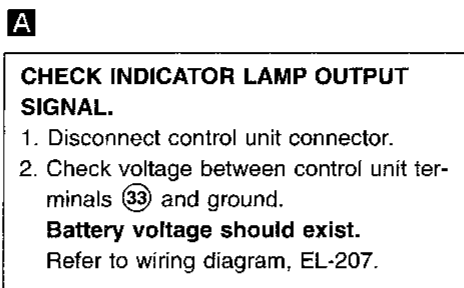 A
CHECK INDICATOR LAMP OUTPUT
SIGNAL.
1. Disconnect control unit connector.
2. Check voltage between control unit ter-
minals 33 and ground.
Battery voltage should exist.
Refer to wiring diagram, EL-207.